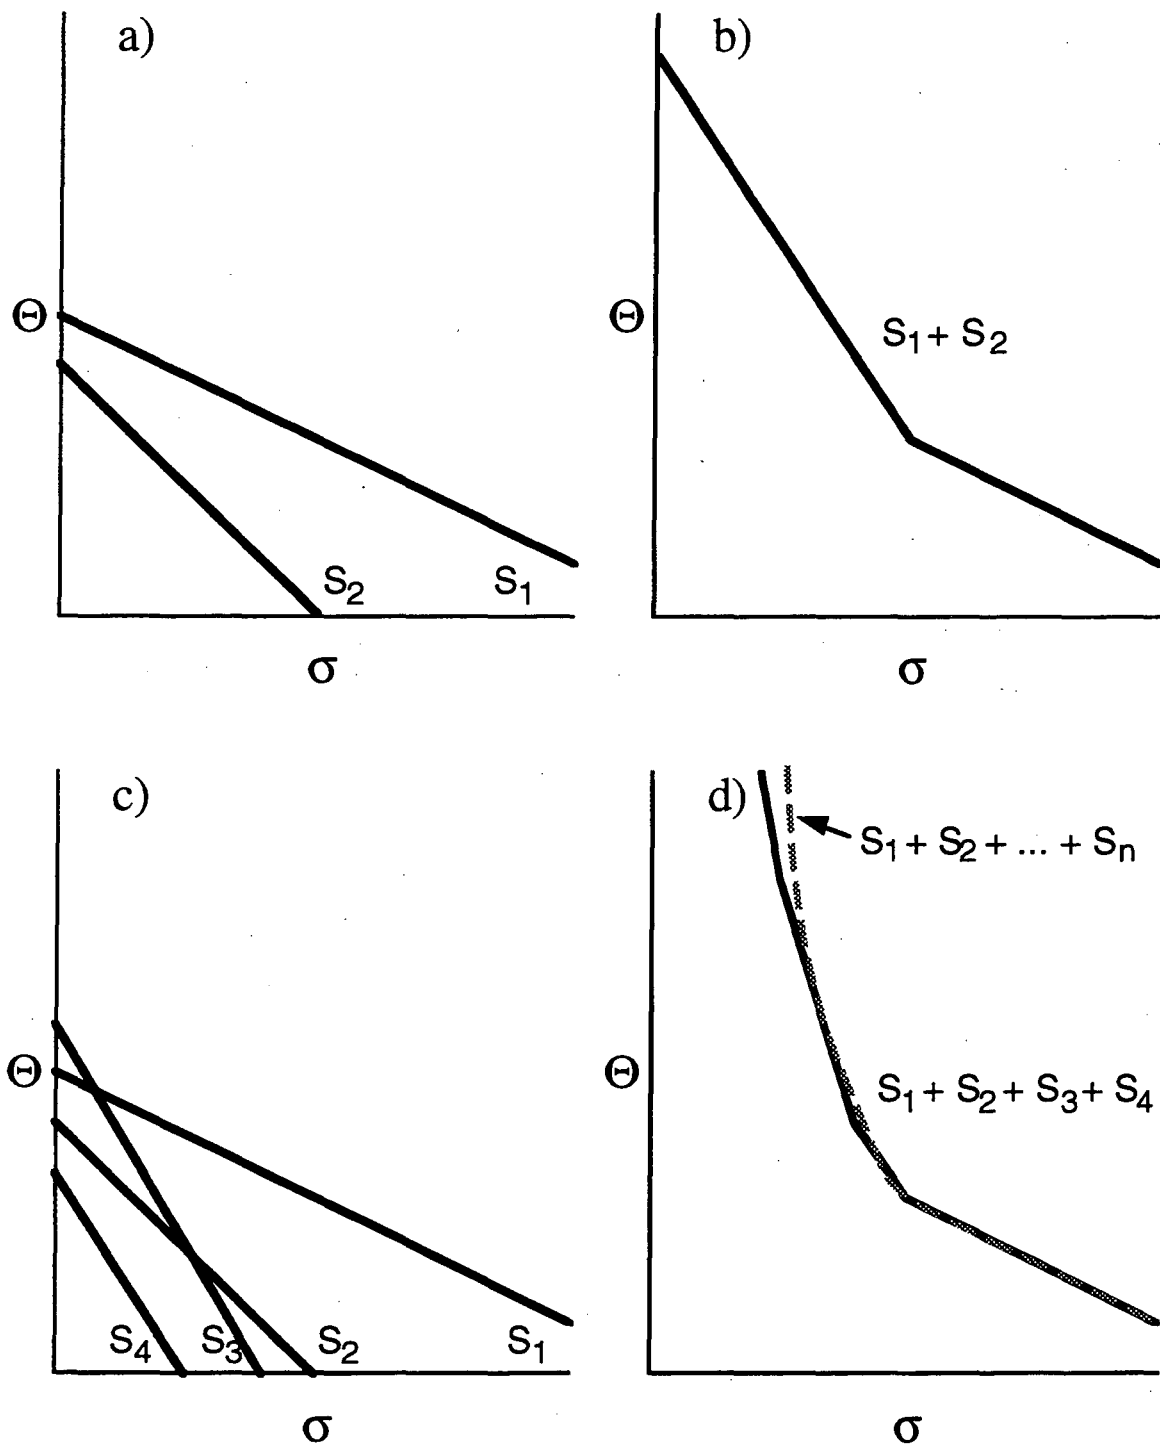 a)
Θ
S₂
S₁
σ
b)
Θ
S₁ + S₂
σ
c)
Θ
S₄
S₃
S₂
S₁
σ
d)
S₁ + S₂ + ... + Sₙ
Θ
S₁ + S₂ + S₃ + S₄
σ